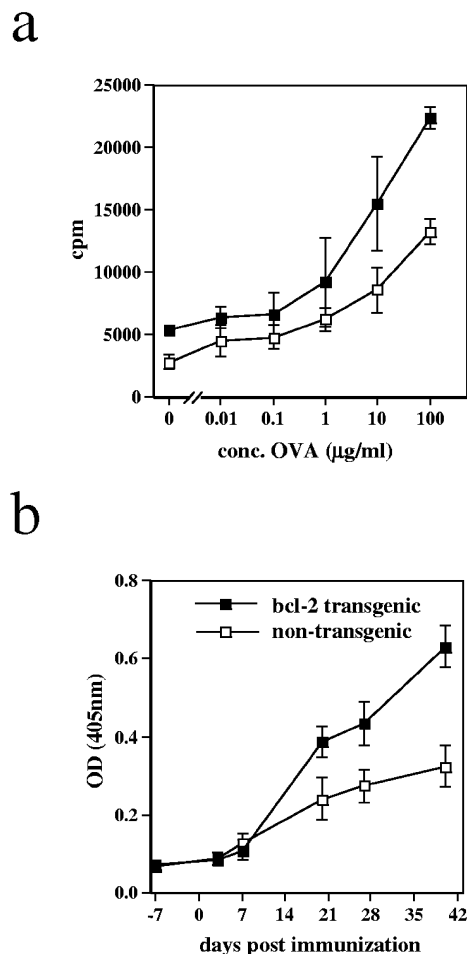 a
25000
20000
15000
10000
5000
0
cpm
0 0.01 0.1 1 10 100
conc. OVA (µg/ml)
b
0.8
0.6
0.4
0.2
0.0
OD (405nm)
bcl-2 transgenic
non-transgenic
-7 0 7 14 21 28 35 42
days post immunization